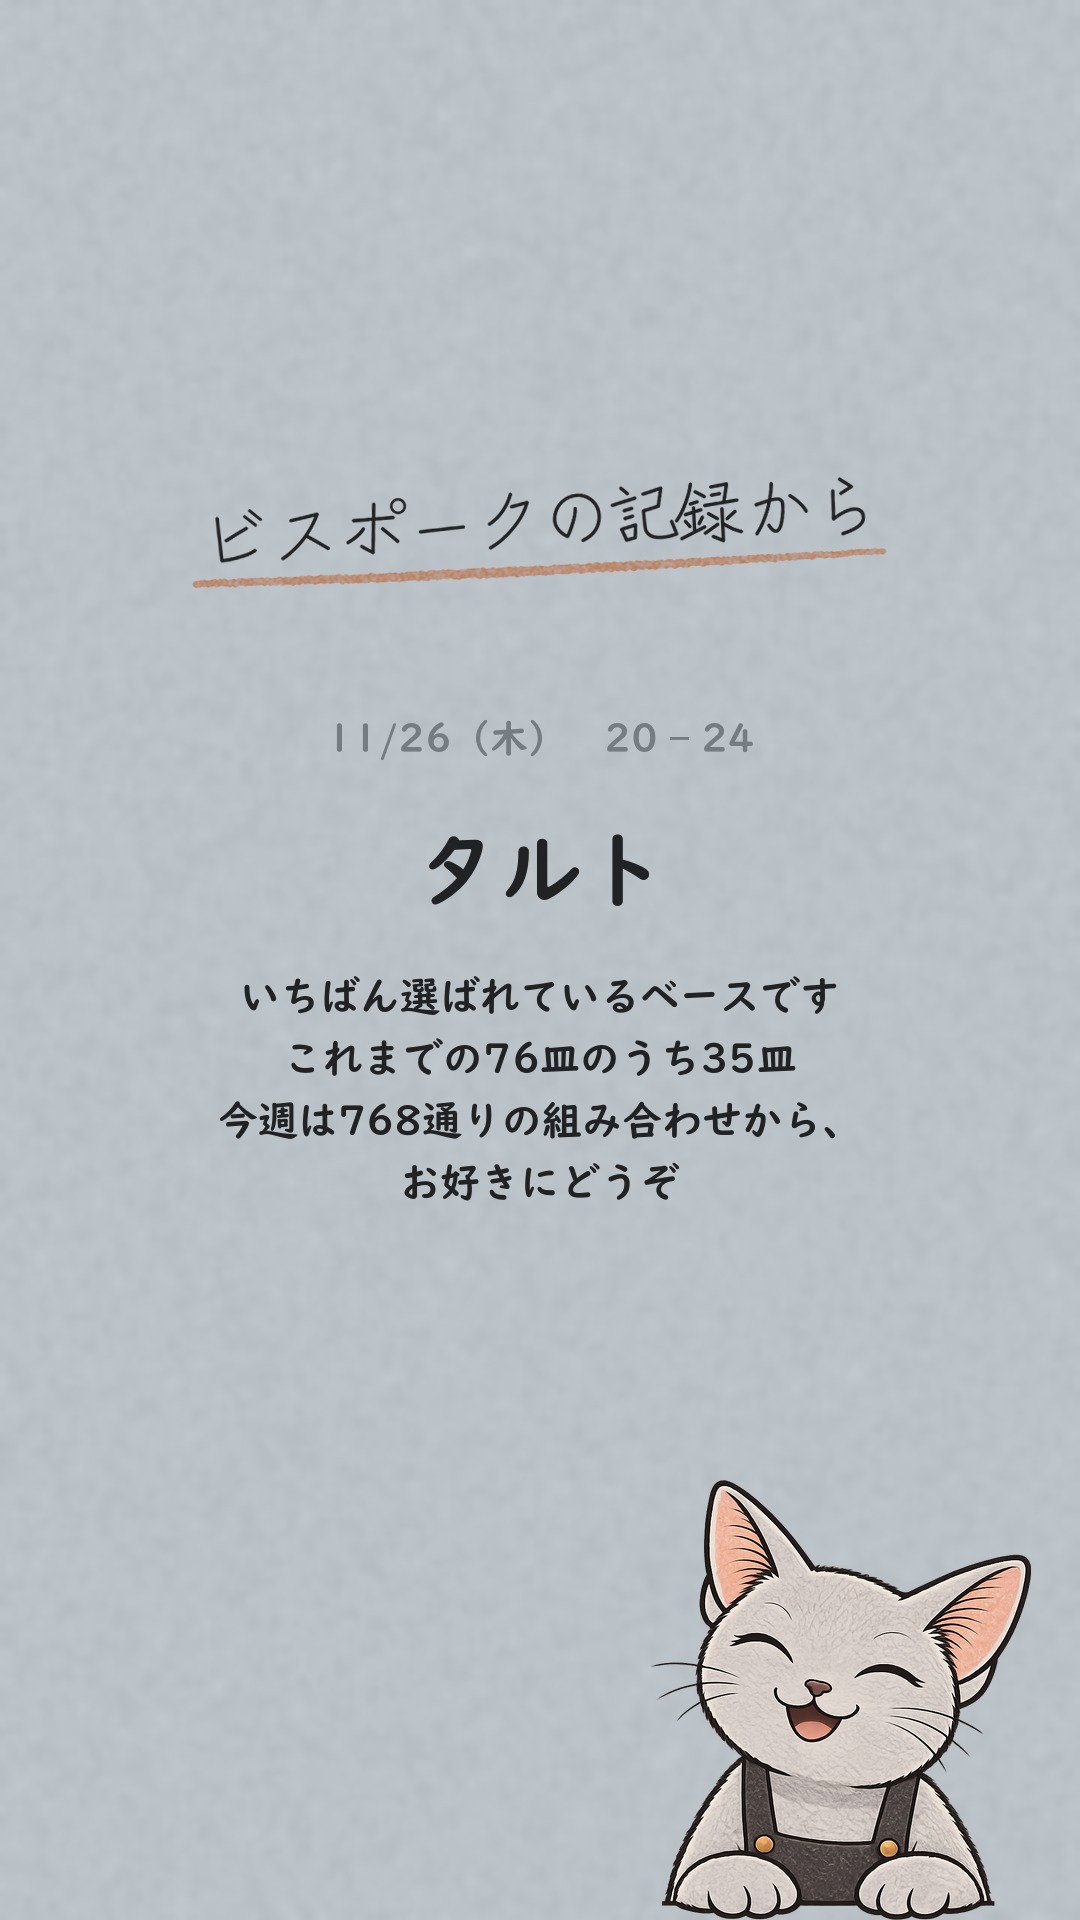 ビスポークの記録から
11/26（木） 20−24
タルト
いちばん選ばれているベースです
これまでの76皿のうち35皿
今週は768通りの組み合わせから、
お好きにどうぞ